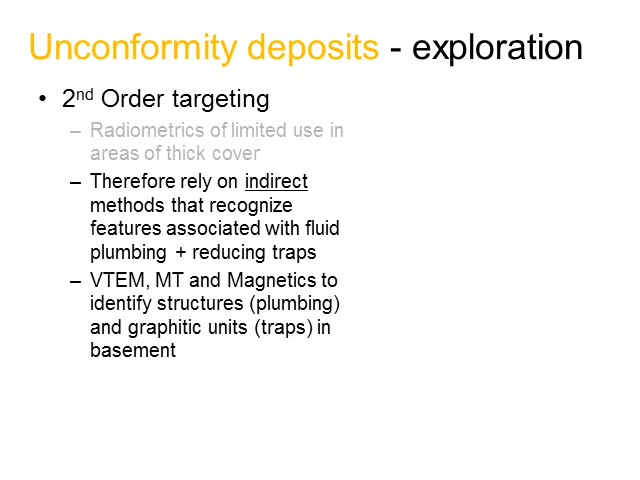 Unconformity deposits - exploration
• 2nd Order targeting
– Radiometrics of limited use in
areas of thick cover
– Therefore rely on indirect
methods that recognize
features associated with fluid
plumbing + reducing traps
– VTEM, MT and Magnetics to
identify structures (plumbing)
and graphitic units (traps) in
basement